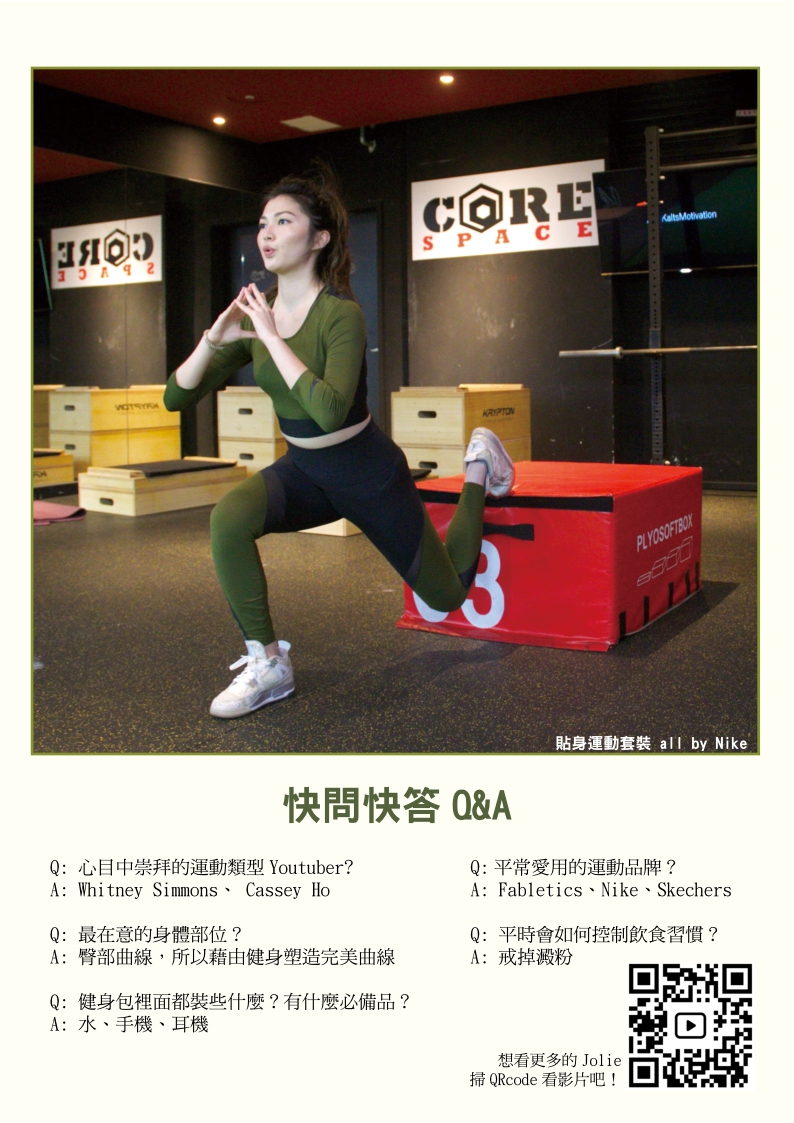 CORE
SPACE
CORE
SPACE
KaltsMotivation
KRYPTON
KRYPTON
PLYOSOFTBOX
03
貼身運動套裝 all by Nike
快問快答 Q&A
Q: 心目中崇拜的運動類型 Youtuber?
A: Whitney Simmons、 Cassey Ho
Q: 最在意的身體部位？
A: 臀部曲線，所以藉由健身塑造完美曲線
Q: 健身包裡面都裝些什麼？有什麼必備品？
A: 水、手機、耳機
Q: 平常愛用的運動品牌？
A: Fabletics、Nike、Skechers
Q: 平時會如何控制飲食習慣？
A: 戒掉澱粉
想看更多的 Jolie
掃 QRcode 看影片吧！